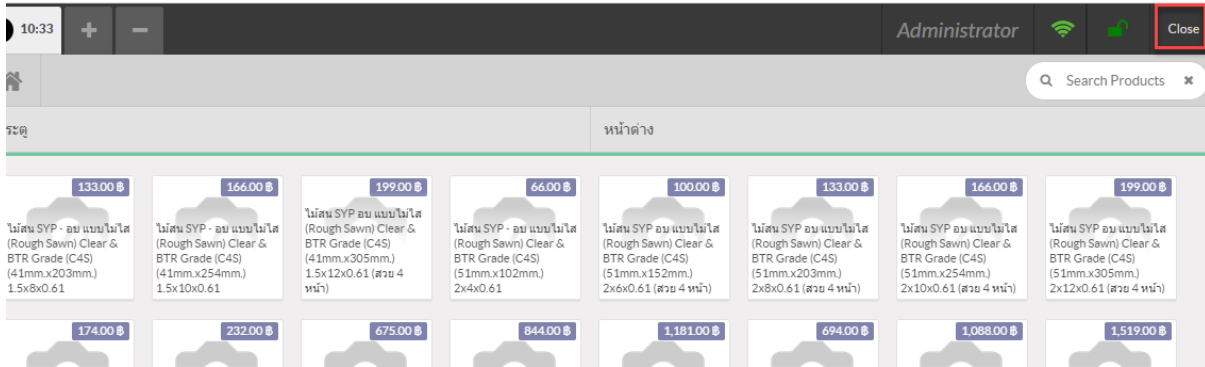 10:33 + − Administrator Close
Search Products ×
ระตู หน้าต่าง
133.00 ฿
ไม้สน SYP - อบ แบบไม่ไส
(Rough Sawn) Clear &
BTR Grade (C4S)
(41mm.x203mm.)
1.5x8x0.61
166.00 ฿
ไม้สน SYP - อบ แบบไม่ไส
(Rough Sawn) Clear &
BTR Grade (C4S)
(41mm.x254mm.)
1.5x10x0.61
199.00 ฿
ไม้สน SYP อบ แบบไม่ไส
(Rough Sawn) Clear &
BTR Grade (C4S)
(41mm.x305mm.)
1.5x12x0.61 (สวย 4
หน้า)
66.00 ฿
ไม้สน SYP อบ แบบไม่ไส
(Rough Sawn) Clear &
BTR Grade (C4S)
(51mm.x102mm.)
2x4x0.61
100.00 ฿
ไม้สน SYP อบ แบบไม่ไส
(Rough Sawn) Clear &
BTR Grade (C4S)
(51mm.x152mm.)
2x6x0.61 (สวย 4 หน้า)
133.00 ฿
ไม้สน SYP อบ แบบไม่ไส
(Rough Sawn) Clear &
BTR Grade (C4S)
(51mm.x203mm.)
2x8x0.61 (สวย 4 หน้า)
166.00 ฿
ไม้สน SYP อบ แบบไม่ไส
(Rough Sawn) Clear &
BTR Grade (C4S)
(51mm.x254mm.)
2x10x0.61 (สวย 4 หน้า)
199.00 ฿
ไม้สน SYP อบ แบบไม่ไส
(Rough Sawn) Clear &
BTR Grade (C4S)
(51mm.x305mm.)
2x12x0.61 (สวย 4 หน้า)
174.00 ฿ 232.00 ฿ 675.00 ฿ 844.00 ฿ 1,181.00 ฿ 694.00 ฿ 1,088.00 ฿ 1,519.00 ฿